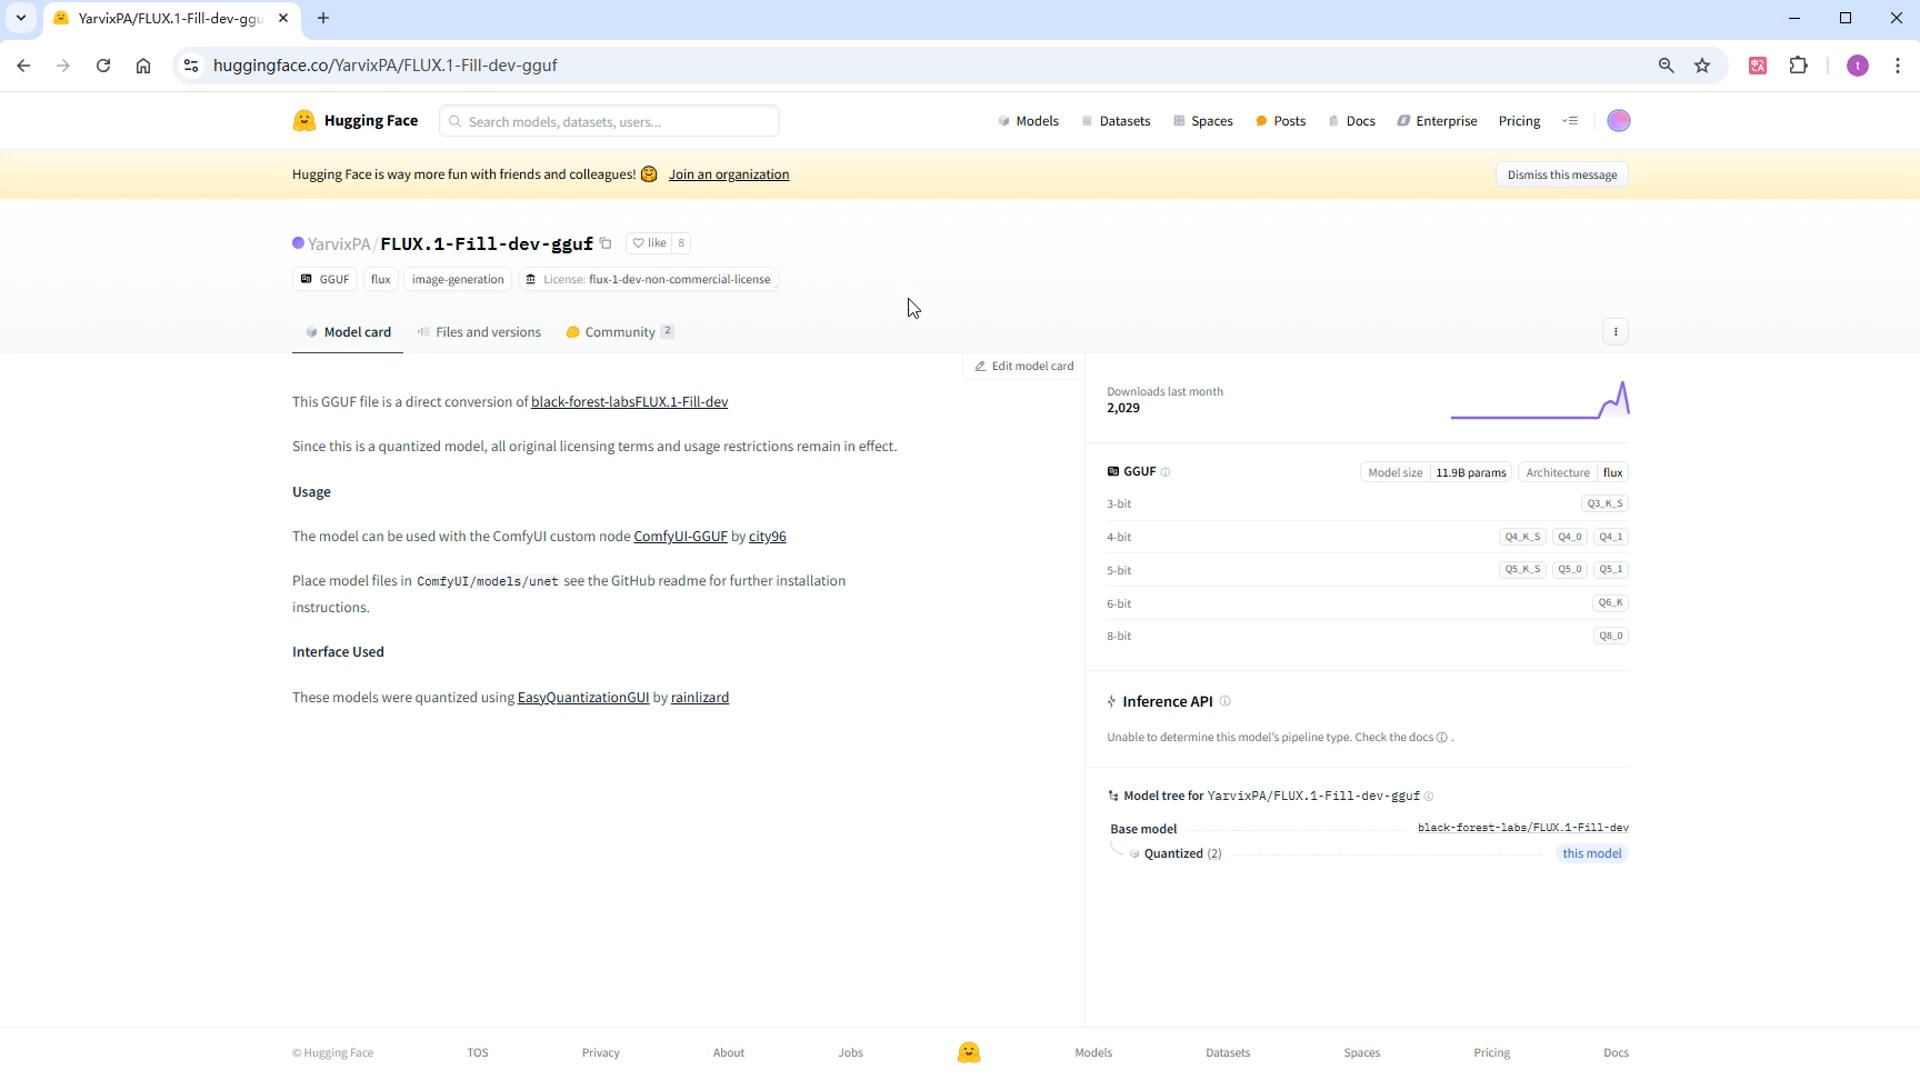 YarvixPA/FLUX.1-Fill-dev-ggu
huggingface.co/YarvixPA/FLUX.1-Fill-dev-gguf
t
Hugging Face
Search models, datasets, users...
Models
Datasets
Spaces
Posts
Docs
Enterprise
Pricing
Hugging Face is way more fun with friends and colleagues! Join an organization
Dismiss this message
YarvixPA/FLUX.1-Fill-dev-gguf
like 8
GGUF flux image-generation License: flux-1-dev-non-commercial-license
Model card Files and versions Community 2
Edit model card
This GGUF file is a direct conversion of black-forest-labsFLUX.1-Fill-dev
Since this is a quantized model, all original licensing terms and usage restrictions remain in effect.
Usage
The model can be used with the ComfyUI custom node ComfyUI-GGUF by city96
Place model files in ComfyUI/models/unet see the GitHub readme for further installation
instructions.
Interface Used
These models were quantized using EasyQuantizationGUI by rainlizard
Downloads last month
2,029
GGUF Model size 11.9B params Architecture flux
3-bit Q3_K_S
4-bit Q4_K_S Q4_0 Q4_1
5-bit Q5_K_S Q5_0 Q5_1
6-bit Q6_K
8-bit Q8_0
Inference API
Unable to determine this model's pipeline type. Check the docs .
Model tree for YarvixPA/FLUX.1-Fill-dev-gguf
Base model black-forest-labs/FLUX.1-Fill-dev
Quantized (2) this model
© Hugging Face TOS Privacy About Jobs Models Datasets Spaces Pricing Docs